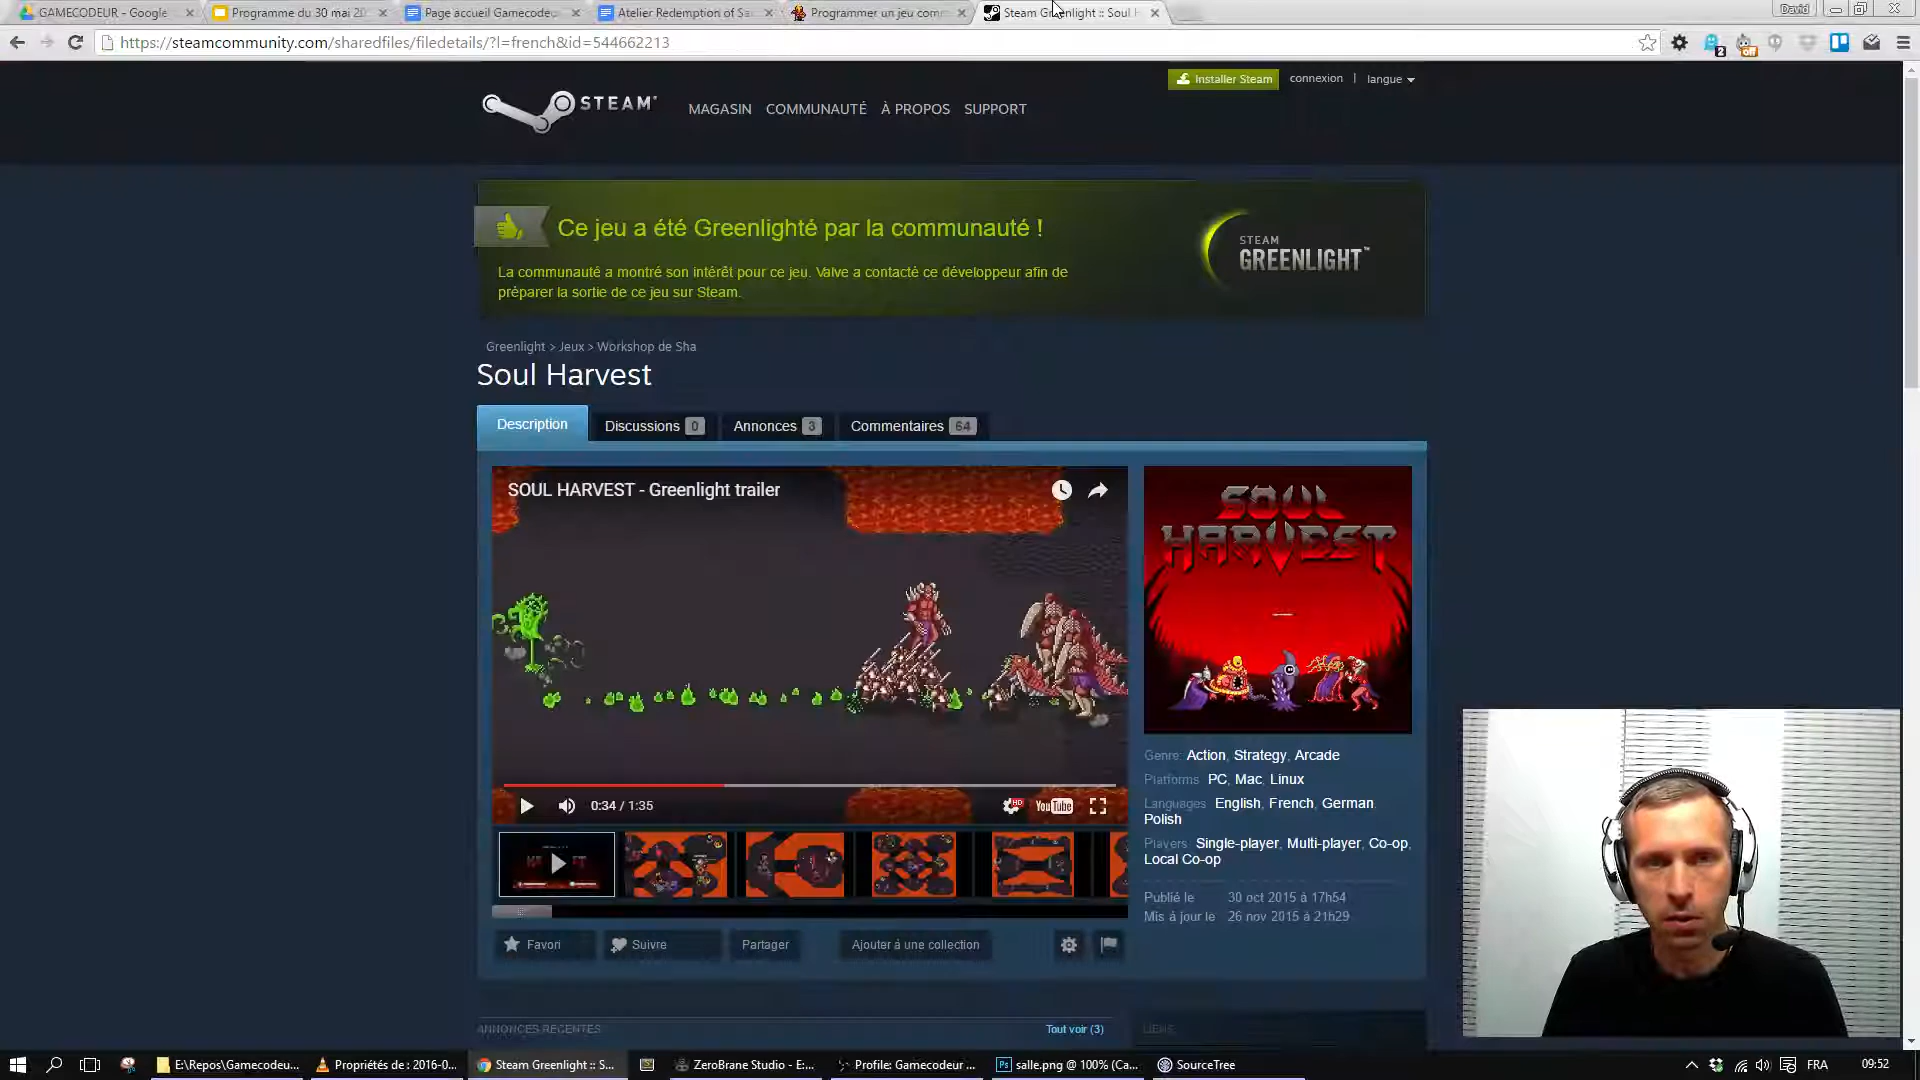 GAMECODEUR - Google
Programme du 30 mai 20
Page accueil Gamecodeu
Atelier Redemption of Sa
Programmer un jeu com
Steam Greenlight :: Soul H
David
https://steamcommunity.com/sharedfiles/filedetails/?l=french&id=544662213
2
off
Installer Steam
connexion
langue
STEAM
MAGASIN
COMMUNAUTÉ
À PROPOS
SUPPORT
Ce jeu a été Greenlighté par la communauté !
La communauté a montré son intérêt pour ce jeu. Valve a contacté ce développeur afin de
préparer la sortie de ce jeu sur Steam.
STEAM
GREENLIGHT™
Greenlight > Jeux > Workshop de Sha
Soul Harvest
Description
Discussions 0
Annonces 3
Commentaires 64
SOUL HARVEST - Greenlight trailer
SOUL
HARVEST
0:34 / 1:35
HD
YouTube
Genre: Action, Strategy, Arcade
Platforms: PC, Mac, Linux
Languages: English, French, German,
Polish
Players: Single-player, Multi-player, Co-op,
Local Co-op
Publié le 30 oct 2015 à 17h54
Mis à jour le 26 nov 2015 à 21h29
Favori
Suivre
Partager
Ajouter à une collection
ANNONCES RÉCENTES
Tout voir (3)
LIENS
E:\Repos\Gamecodeu...
Propriétés de : 2016-0...
Steam Greenlight :: S...
ZeroBrane Studio - E:...
Profile: Gamecodeur ...
Ps
salle.png @ 100% (Ca...
SourceTree
FRA
09:52